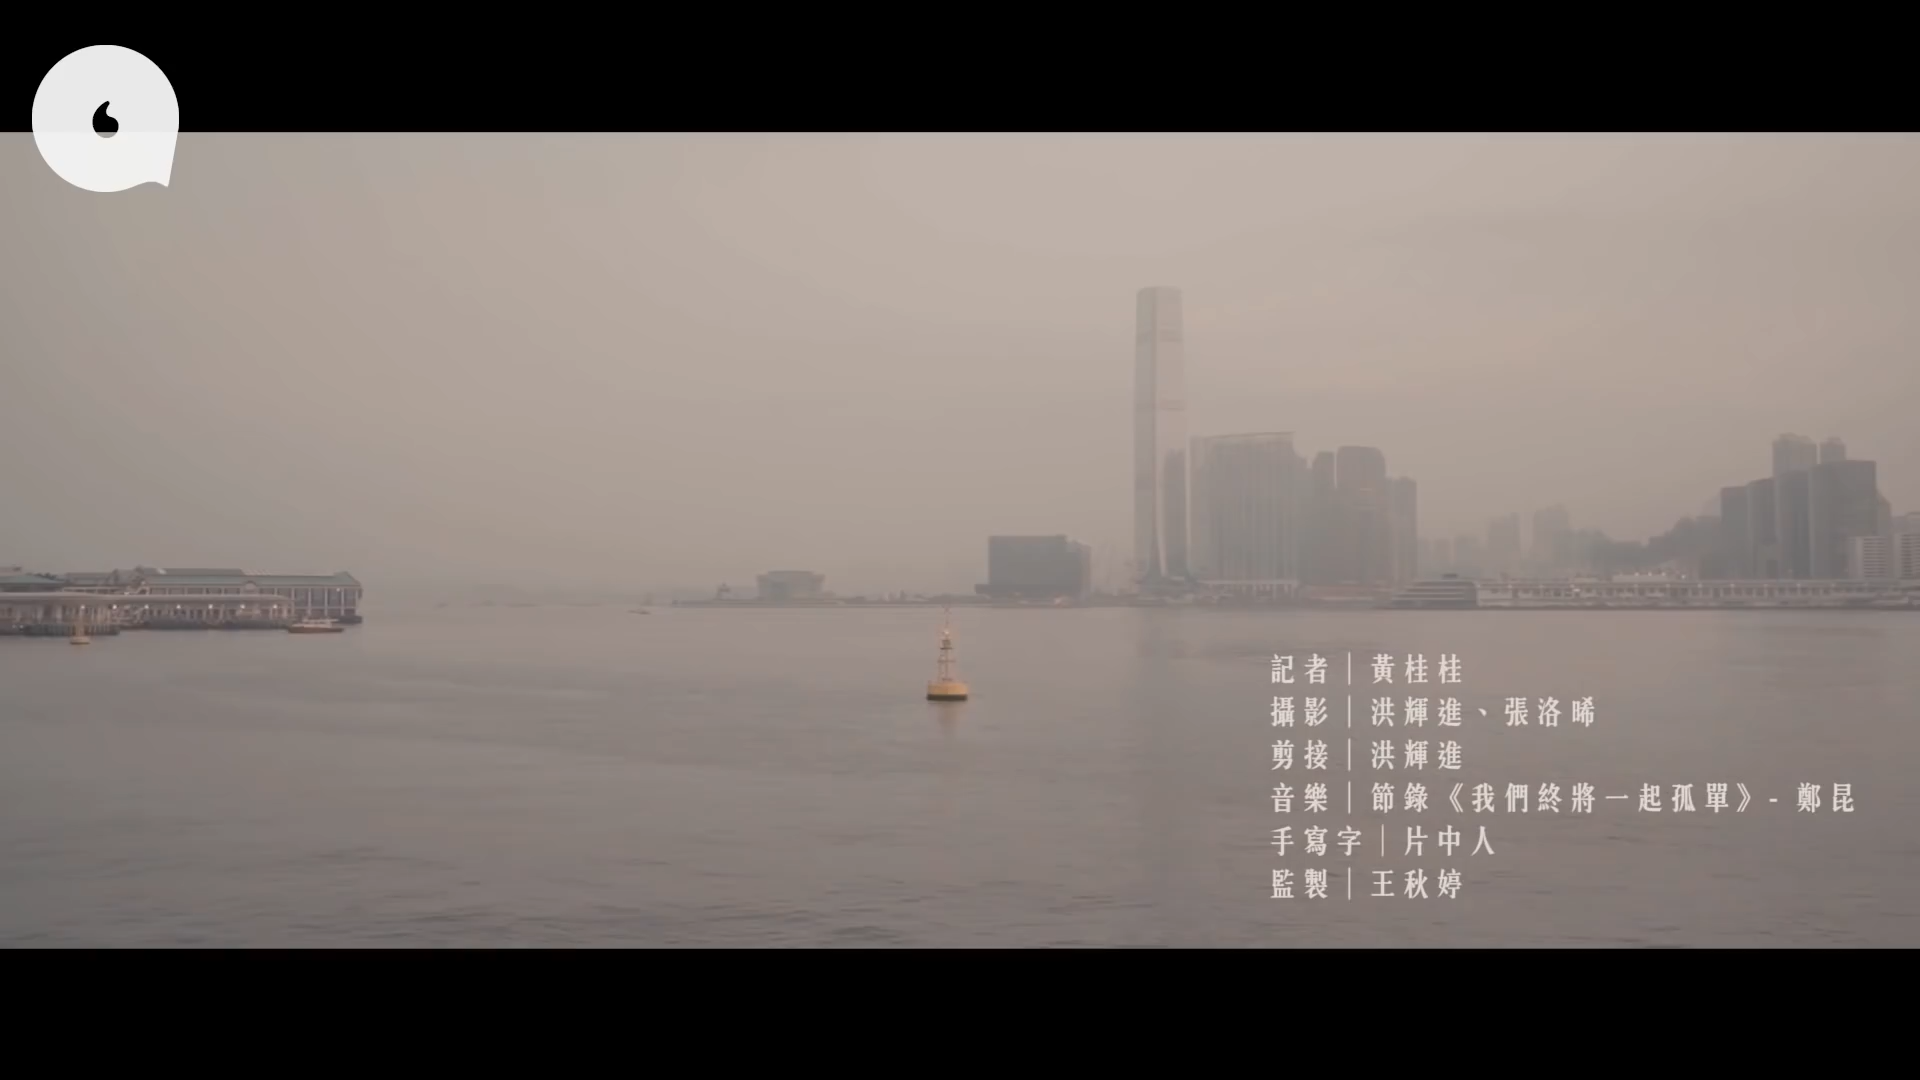 記者｜黃桂桂
攝影｜洪輝進、張洛晞
剪接｜洪輝進
音樂｜節錄《我們終將一起孤單》- 鄭昆
手寫字｜片中人
監製｜王秋婷